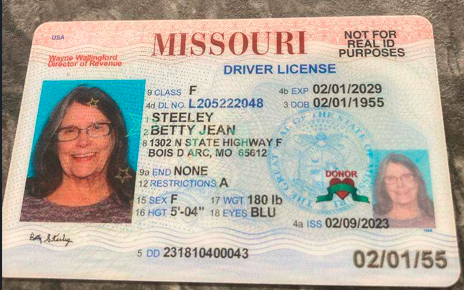 USA
MISSOURI
NOT FOR
REAL ID
PURPOSES
Wayne Wallingford
Director of Revenue
DRIVER LICENSE
9 CLASS F
4b EXP 02/01/2029
4d DL NO. L205222048
3 DOB 02/01/1955
1 STEELEY
2 BETTY JEAN
8 1302 N STATE HIGHWAY F
BOIS D ARC, MO 65612
9a END NONE
12 RESTRICTIONS A
DONOR
15 SEX F 17 WGT 180 lb
16 HGT 5'-04" 18 EYES BLU
4a ISS 02/09/2023
Betty Steeley
5 DD 231810400043
02/01/55